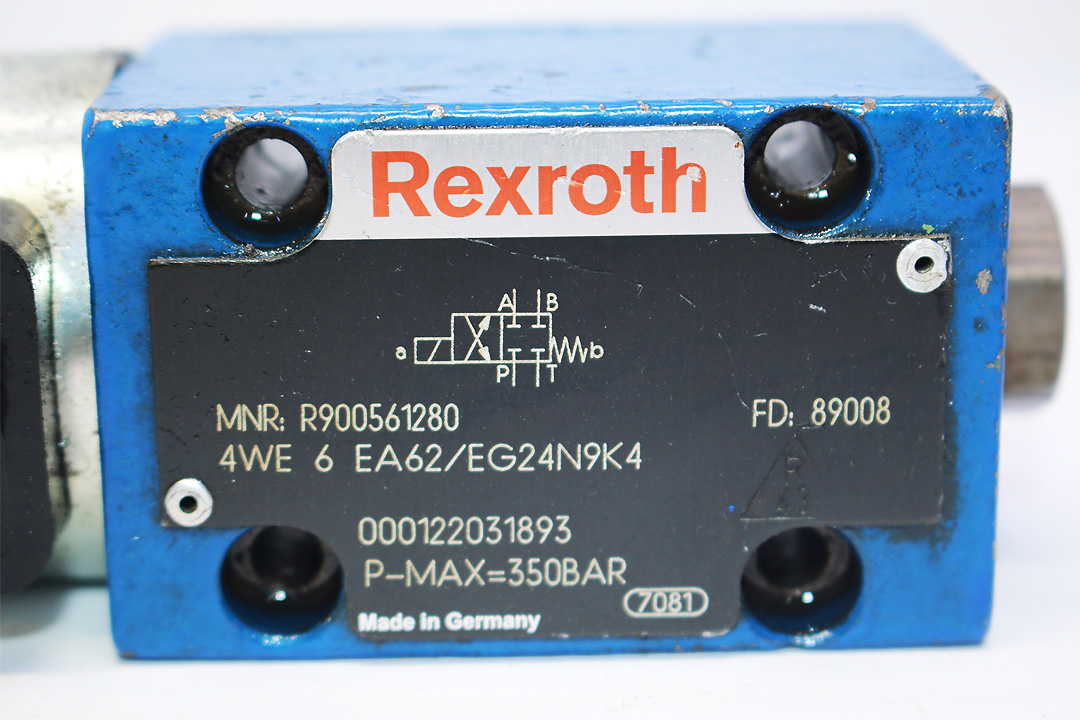 Rexroth
A B
a b
P T
MNR: R900561280
FD: 89008
4WE 6 EA62/EG24N9K4
000122031893
P-MAX=350BAR
7081
Made in Germany